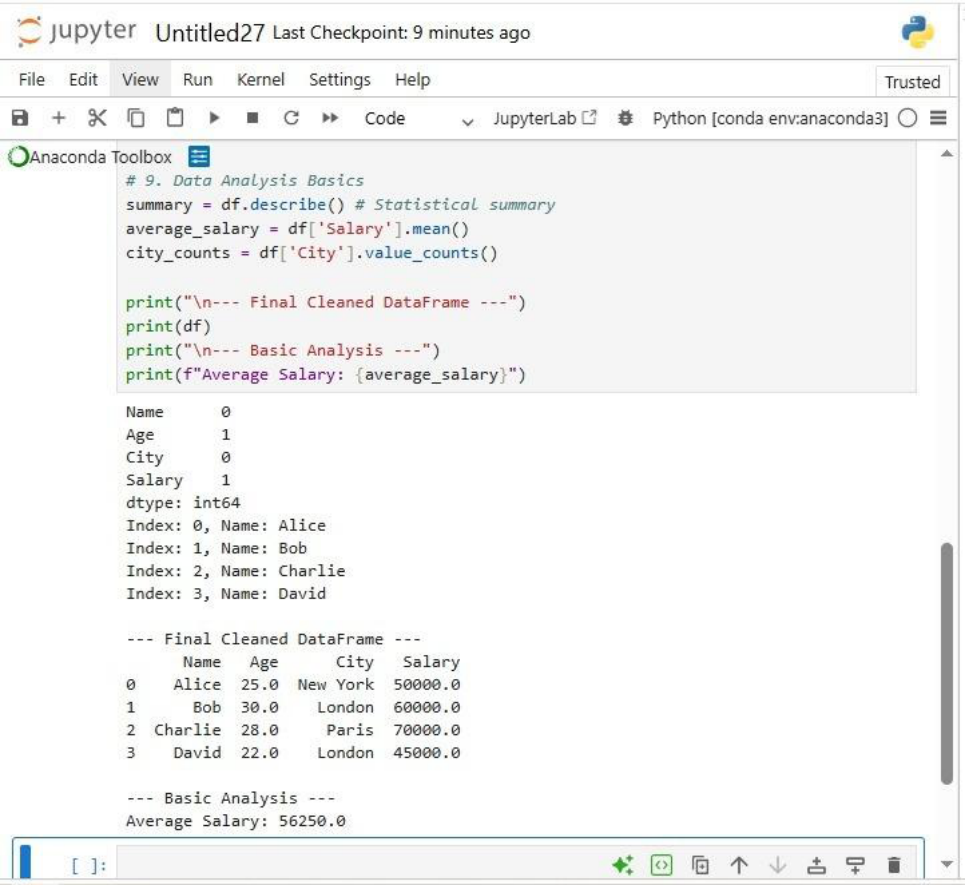 jupyter Untitled27 Last Checkpoint: 9 minutes ago
File Edit View Run Kernel Settings Help Trusted
Code JupyterLab Python [conda env:anaconda3]
Anaconda Toolbox
# 9. Data Analysis Basics
summary = df.describe() # Statistical summary
average_salary = df['Salary'].mean()
city_counts = df['City'].value_counts()
print("\n--- Final Cleaned DataFrame ---")
print(df)
print("\n--- Basic Analysis ---")
print(f"Average Salary: {average_salary}")
Name 0
Age 1
City 0
Salary 1
dtype: int64
Index: 0, Name: Alice
Index: 1, Name: Bob
Index: 2, Name: Charlie
Index: 3, Name: David
--- Final Cleaned DataFrame ---
Name Age City Salary
0 Alice 25.0 New York 50000.0
1 Bob 30.0 London 60000.0
2 Charlie 28.0 Paris 70000.0
3 David 22.0 London 45000.0
--- Basic Analysis ---
Average Salary: 56250.0
[ ]: